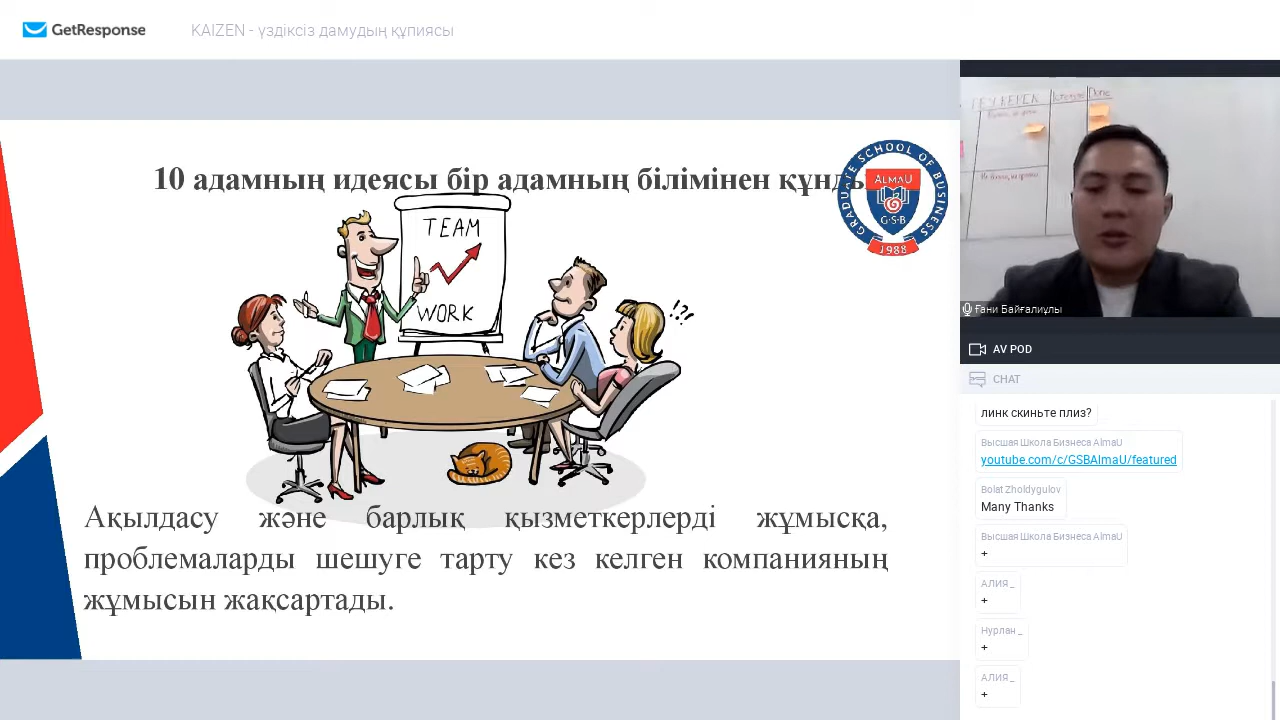 GetResponse
KAIZEN - үздіксіз дамудың құпиясы
10 адамның идеясы бір адамның білімінен құнды
GRADUATE SCHOOL OF BUSINESS
ALMAU
G·S·B
1988
TEAM
WORK
!?!?
Ақылдасу және барлық қызметкерлерді жұмысқа,
проблемаларды шешуге тарту кез келген компанияның
жұмысын жақсартады.
Done
Ғани Байғалиұлы
AV POD
CHAT
линк скиньте плиз?
Высшая Школа Бизнеса AlmaU
youtube.com/c/GSBAlmaU/featured
Bolat Zholdygulov
Many Thanks
Высшая Школа Бизнеса AlmaU
+
АЛИЯ _
+
Нурлан _
+
АЛИЯ _
+